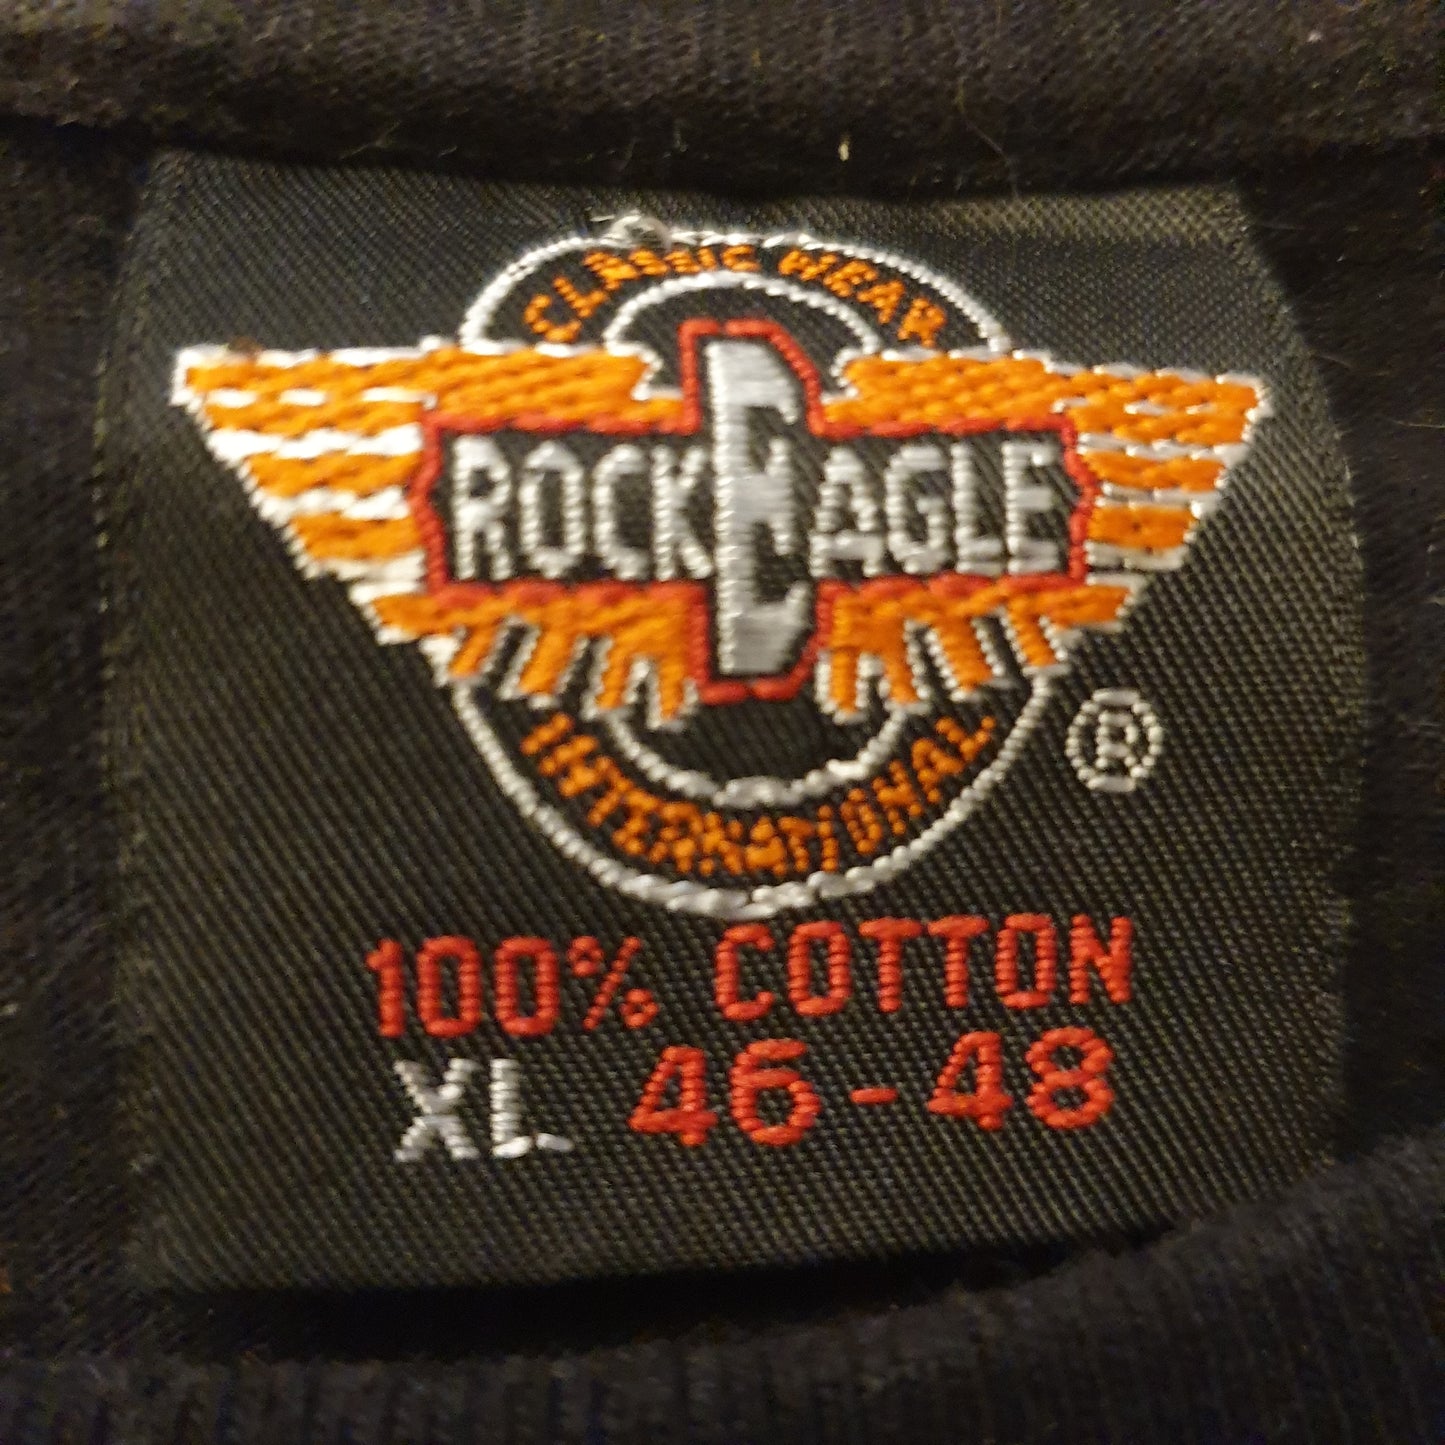 CLASSIC WEAR
ROCK EAGLE
INTERNATIONAL
®
100% COTTON
XL 46-48